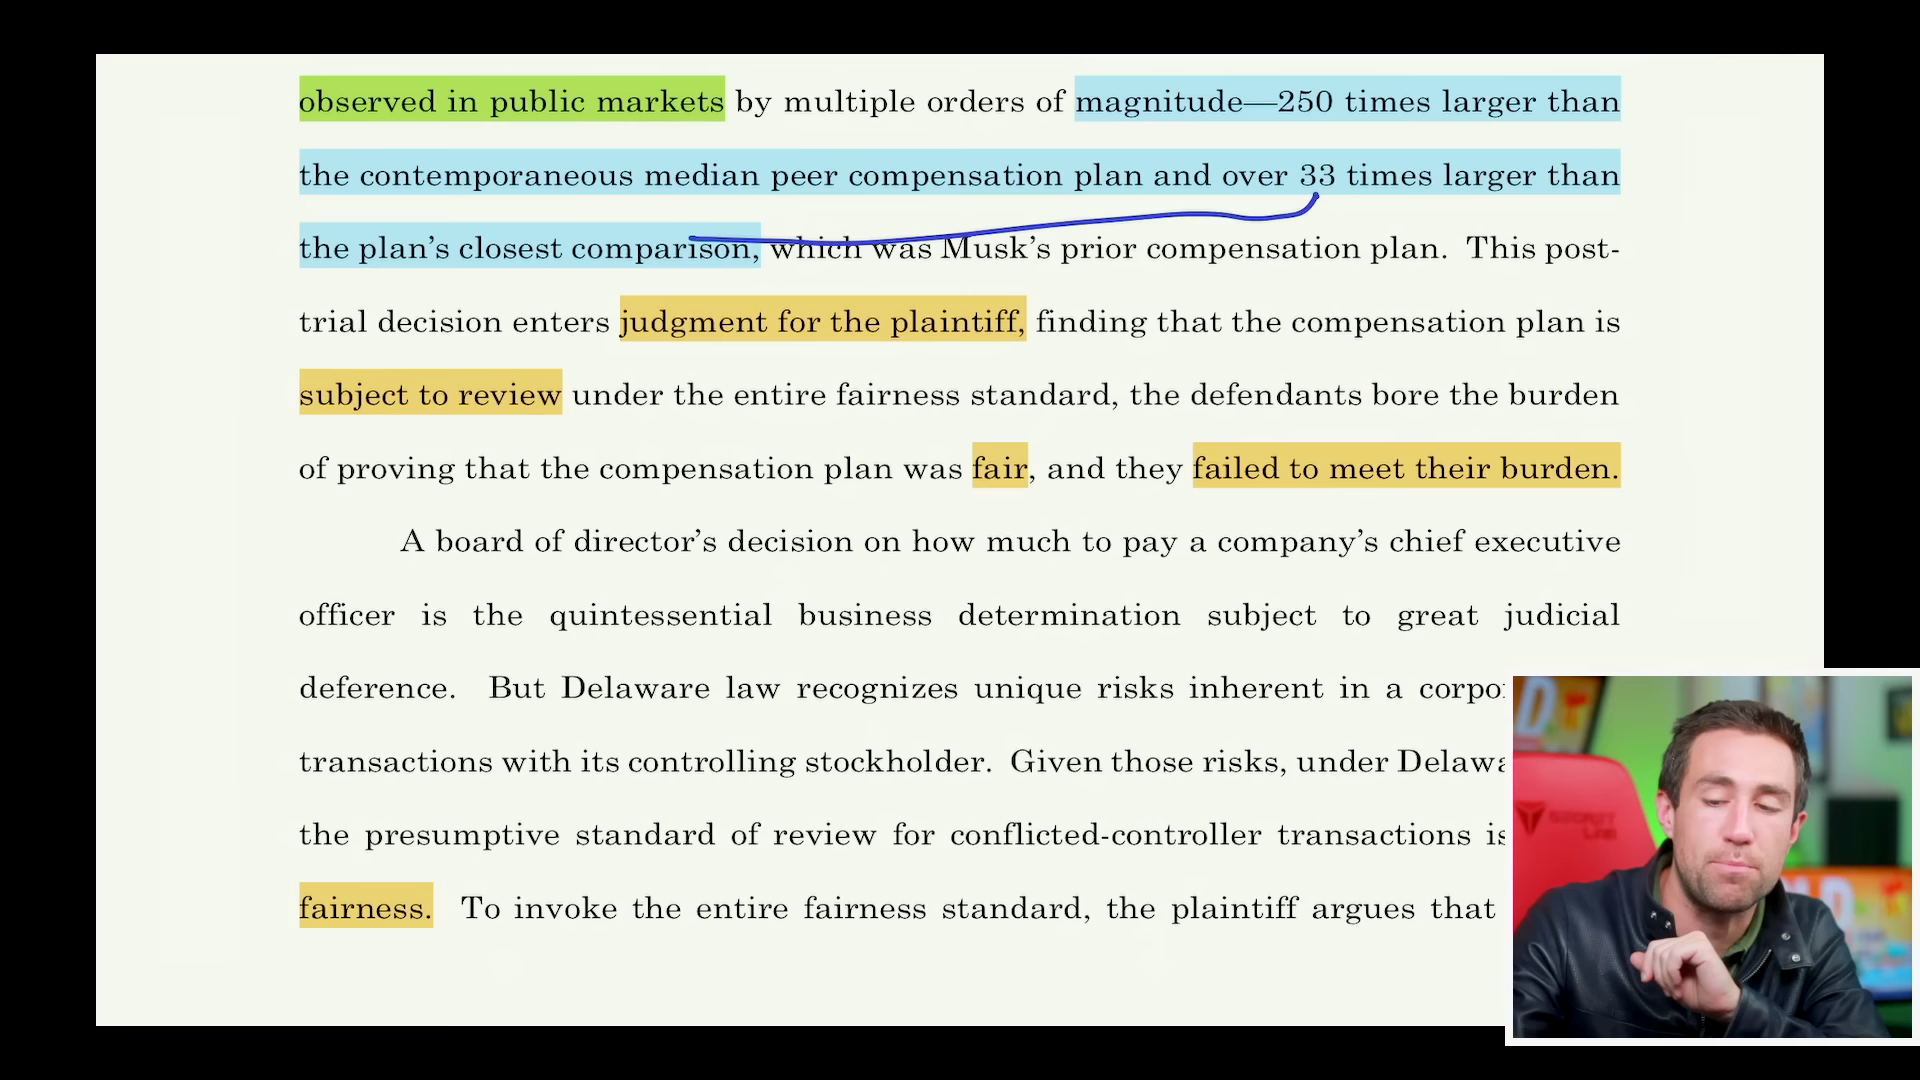 observed in public markets by multiple orders of magnitude—250 times larger than
the contemporaneous median peer compensation plan and over 33 times larger than
the plan’s closest comparison, which was Musk’s prior compensation plan. This post-
trial decision enters judgment for the plaintiff, finding that the compensation plan is
subject to review under the entire fairness standard, the defendants bore the burden
of proving that the compensation plan was fair, and they failed to meet their burden.
A board of director’s decision on how much to pay a company’s chief executive
officer is the quintessential business determination subject to great judicial
deference. But Delaware law recognizes unique risks inherent in a
transactions with its controlling stockholder. Given those risks, under
the presumptive standard of review for conflicted-controller transactions is
fairness. To invoke the entire fairness standard, the plaintiff argues that